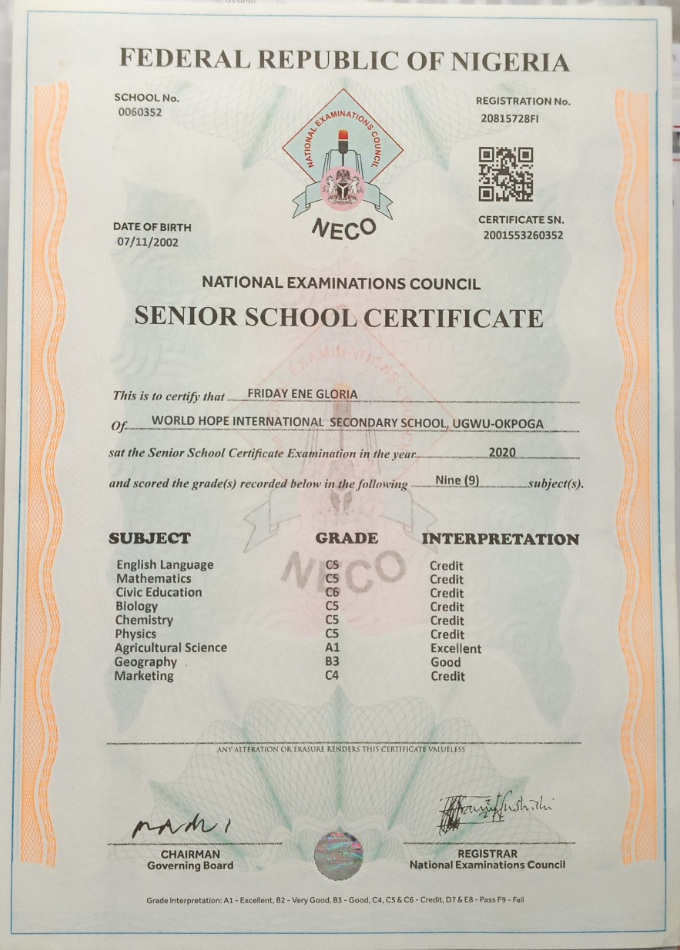 FEDERAL REPUBLIC OF NIGERIA
SCHOOL No.
0060352
REGISTRATION No.
20815728FI
NATIONAL EXAMINATIONS COUNCIL
NECO
DATE OF BIRTH
07/11/2002
CERTIFICATE SN.
2001553260352
NATIONAL EXAMINATIONS COUNCIL
SENIOR SCHOOL CERTIFICATE
This is to certify that FRIDAY ENE GLORIA
Of WORLD HOPE INTERNATIONAL SECONDARY SCHOOL, UGWU-OKPOGA
sat the Senior School Certificate Examination in the year 2020
and scored the grade(s) recorded below in the following Nine (9) subject(s).
SUBJECT GRADE INTERPRETATION
English Language C5 Credit
Mathematics C5 Credit
Civic Education C6 Credit
Biology C5 Credit
Chemistry C5 Credit
Physics C5 Credit
Agricultural Science A1 Excellent
Geography B3 Good
Marketing C4 Credit
NECO
ANY ALTERATION OR ERASURE RENDERS THIS CERTIFICATE VALUELESS
CHAIRMAN
Governing Board
REGISTRAR
National Examinations Council
Grade Interpretation: A1 - Excellent, B2 - Very Good, B3 - Good, C4, C5 & C6 - Credit, D7 & E8 - Pass F9 - Fail